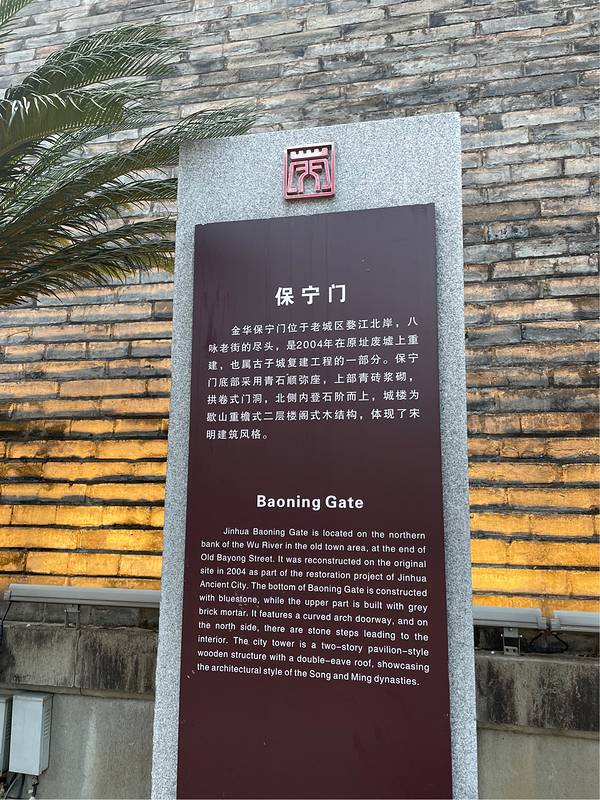 保宁门
金华保宁门位于老城区婺江北岸，八
咏老街的尽头，是2004年在原址废墟上重
建，也属古子城复建工程的一部分。保宁
门底部采用青石顺弥座，上部青砖浆砌，
拱卷式门洞，北侧内登石阶而上，城楼为
歇山重檐式二层楼阁式木结构，体现了宋
明建筑风格。
Baoning Gate
Jinhua Baoning Gate is located on the northern
bank of the Wu River in the old town area, at the end of
Old Bayong Street. It was reconstructed on the original
site in 2004 as part of the restoration project of Jinhua
Ancient City. The bottom of Baoning Gate is constructed
with bluestone, while the upper part is built with grey
brick mortar. It features a curved arch doorway, and on
the north side, there are stone steps leading to the
interior. The city tower is a two-story pavilion-style
wooden structure with a double-eave roof, showcasing
the architectural style of the Song and Ming dynasties.